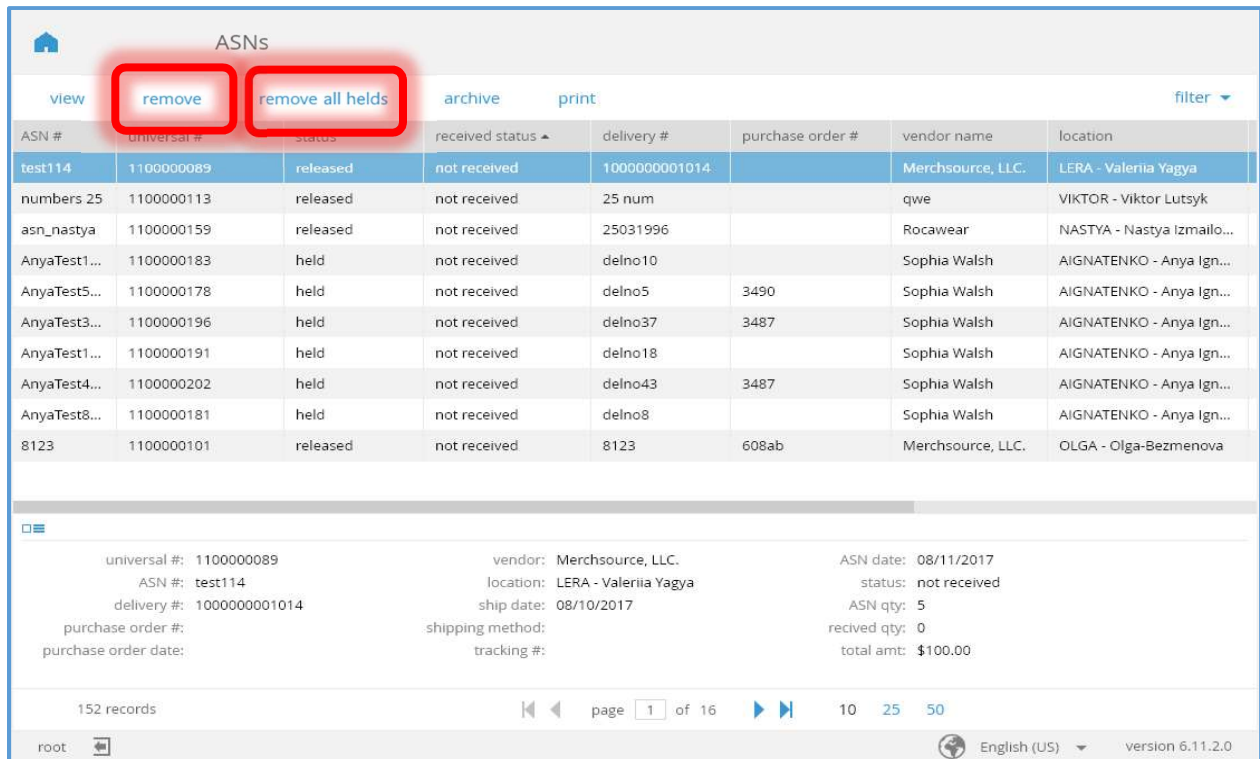 ASNs
view remove remove all helds archive print filter
ASN # universal # status received status delivery # purchase order # vendor name location
test114 1100000089 released not received 1000000001014 Merchsource, LLC. LERA - Valeriia Yagya
numbers 25 1100000113 released not received 25 num qwe VIKTOR - Viktor Lutsyk
asn_nastya 1100000159 released not received 25031996 Rocawear NASTYA - Nastya Izmailo...
AnyaTest1... 1100000183 held not received delno10 Sophia Walsh AIGNATENKO - Anya Ign...
AnyaTest5... 1100000178 held not received delno5 3490 Sophia Walsh AIGNATENKO - Anya Ign...
AnyaTest3... 1100000196 held not received delno37 3487 Sophia Walsh AIGNATENKO - Anya Ign...
AnyaTest1... 1100000191 held not received delno18 Sophia Walsh AIGNATENKO - Anya Ign...
AnyaTest4... 1100000202 held not received delno43 3487 Sophia Walsh AIGNATENKO - Anya Ign...
AnyaTest8... 1100000181 held not received delno8 Sophia Walsh AIGNATENKO - Anya Ign...
8123 1100000101 released not received 8123 608ab Merchsource, LLC. OLGA - Olga-Bezmenova
universal #: 1100000089 vendor: Merchsource, LLC. ASN date: 08/11/2017
ASN #: test114 location: LERA - Valeriia Yagya status: not received
delivery #: 1000000001014 ship date: 08/10/2017 ASN qty: 5
purchase order #: shipping method: recived qty: 0
purchase order date: tracking #: total amt: $100.00
152 records page 1 of 16 10 25 50
root English (US) version 6.11.2.0